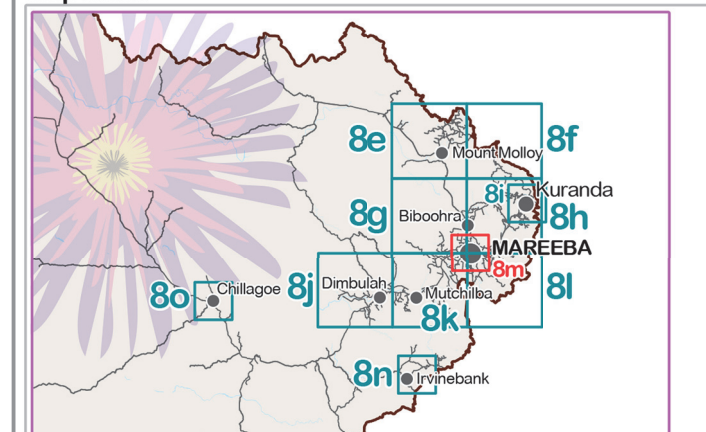 8e
8f
Mount Molloy
8i
Kuranda
8g
Biboohra
8h
MAREEBA
8m
8o
Chillagoe
8j
Dimbulah
Mutchilba
8l
8k
8n
Irvinebank